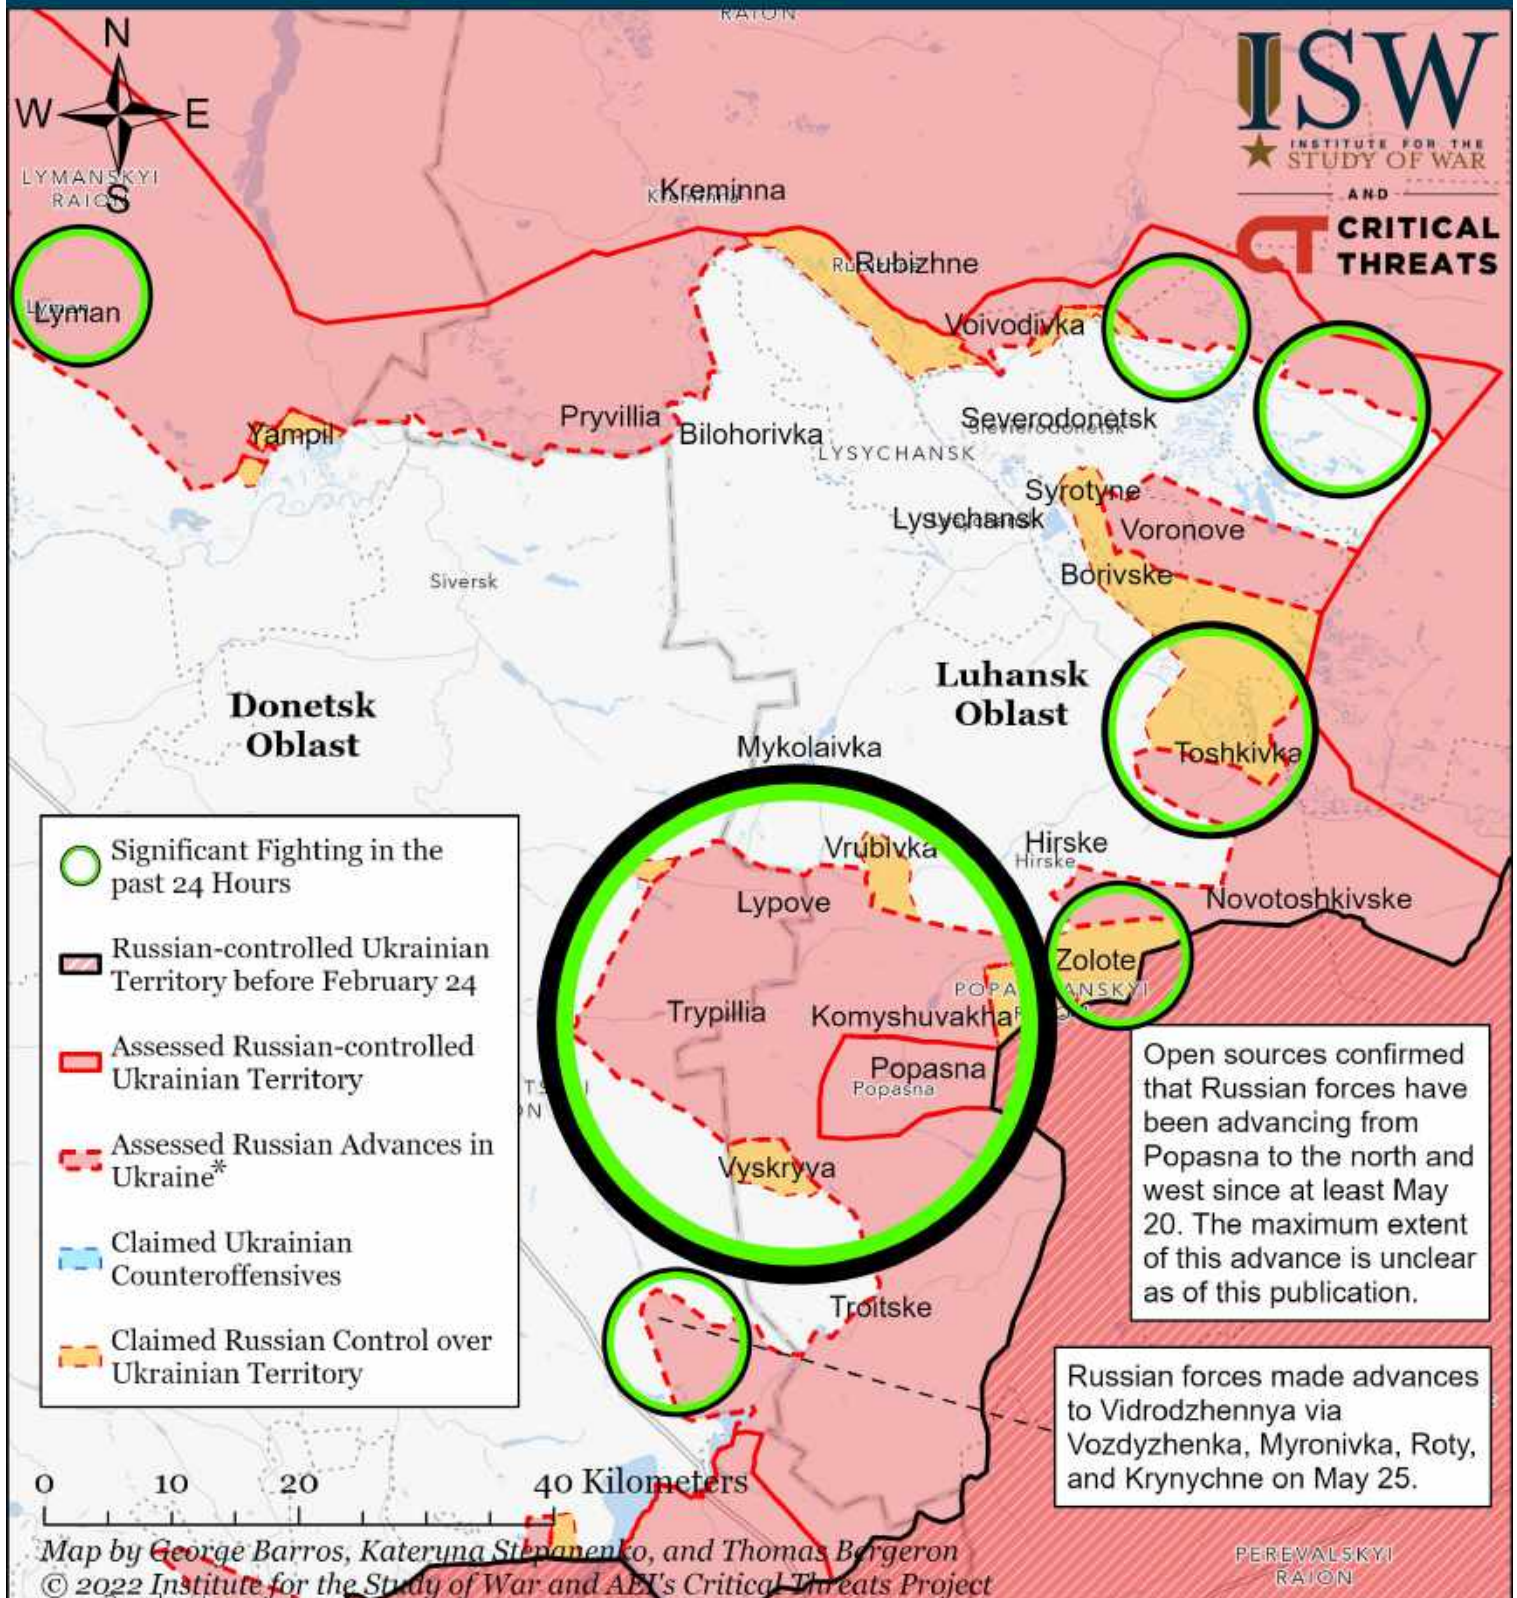 RAION
N
W E
S
ISW
INSTITUTE FOR THE
STUDY OF WAR
AND
CT CRITICAL
THREATS
LYMANSKYI
RAION
Kreminna
Kreminna
Rubizhne
Rubizhne
Lyman
Lyman
Voivodivka
Pryvillia
Bilohorivka
Severodonetsk
Sievierodonetsk
Yampil
LYSYCHANSK
Syrotyne
Lysychansk
Voronove
Siversk
Borivske
Luhansk
Oblast
Donetsk
Oblast
Mykolaivka
Toshkivka
Vrubivka
Hirske
Hirske
Lypove
Novotoshkivske
Zolote
Trypillia
Komyshuvakha
Popasna
Popasna
Vyskryva
Troitske
Significant Fighting in the
past 24 Hours
Russian-controlled Ukrainian
Territory before February 24
Assessed Russian-controlled
Ukrainian Territory
Assessed Russian Advances in
Ukraine*
Claimed Ukrainian
Counteroffensives
Claimed Russian Control over
Ukrainian Territory
Open sources confirmed
that Russian forces have
been advancing from
Popasna to the north and
west since at least May
20. The maximum extent
of this advance is unclear
as of this publication.
Russian forces made advances
to Vidrodzhennya via
Vozdyzhenka, Myronivka, Roty,
and Krynychne on May 25.
0 10 20 40 Kilometers
Map by George Barros, Kateryna Stepanenko, and Thomas Bergeron
© 2022 Institute for the Study of War and AEI's Critical Threats Project
PEREVALSKYI
RAION